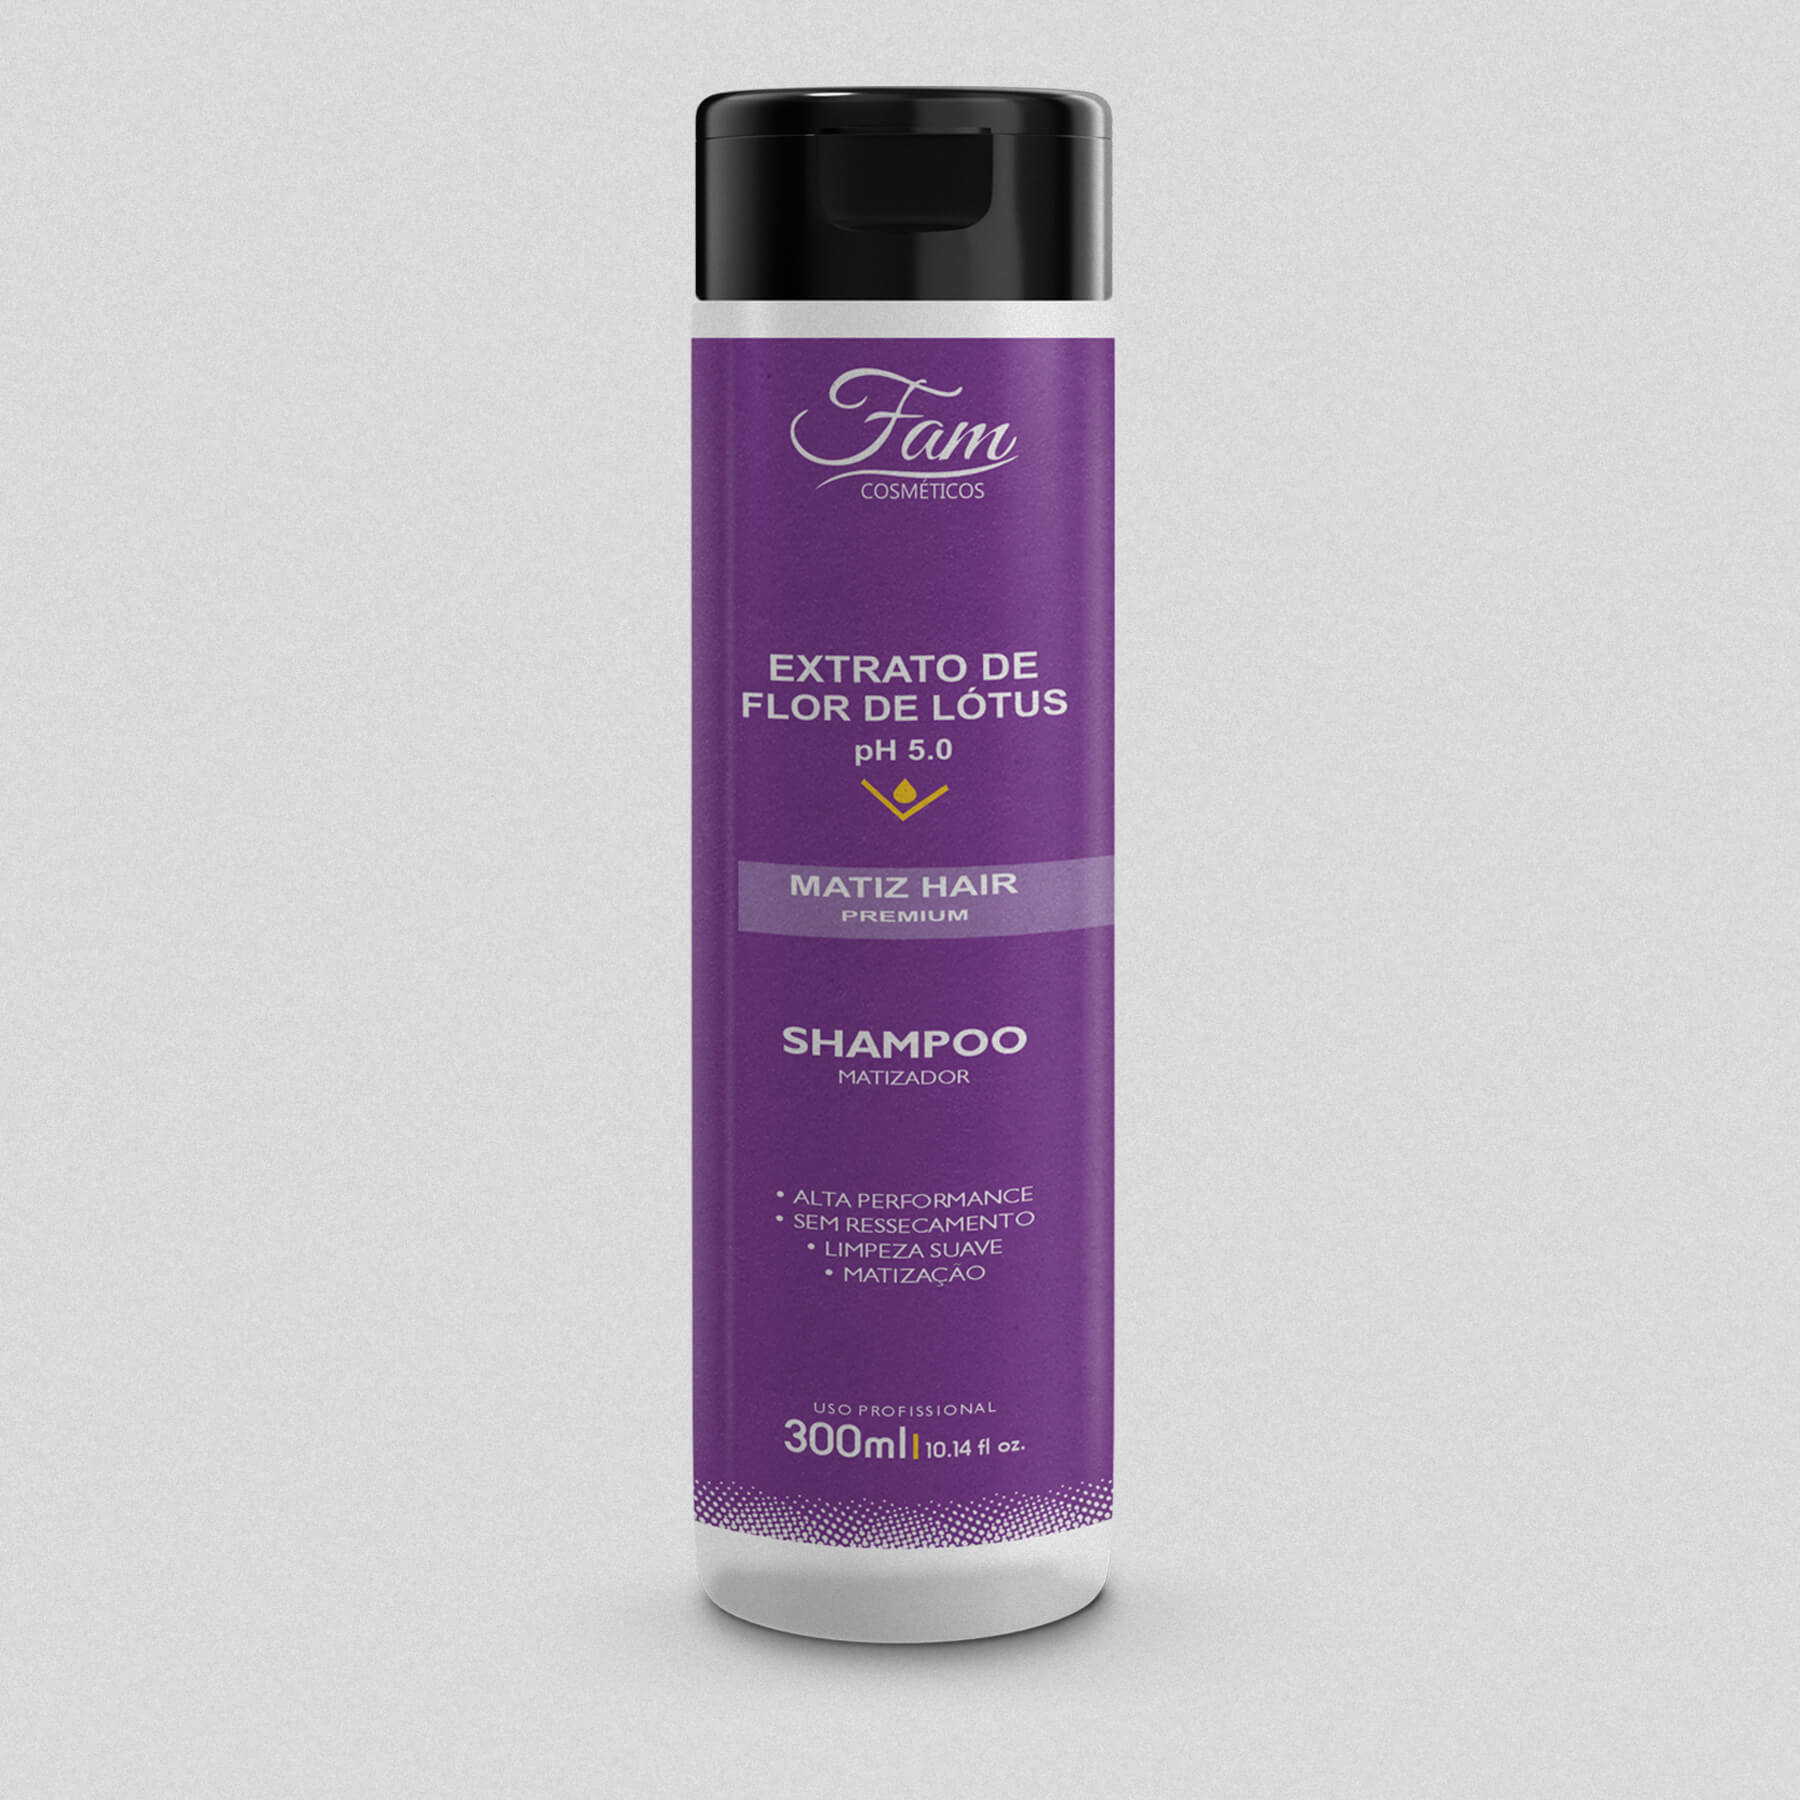 Fam
COSMÉTICOS
EXTRATO DE
FLOR DE LÓTUS
pH 5.0
MATIZ HAIR
PREMIUM
SHAMPOO
MATIZADOR
• ALTA PERFORMANCE
• SEM RESSECAMENTO
• LIMPEZA SUAVE
• MATIZAÇÃO
USO PROFISSIONAL
300ml| 10.14 fl oz.